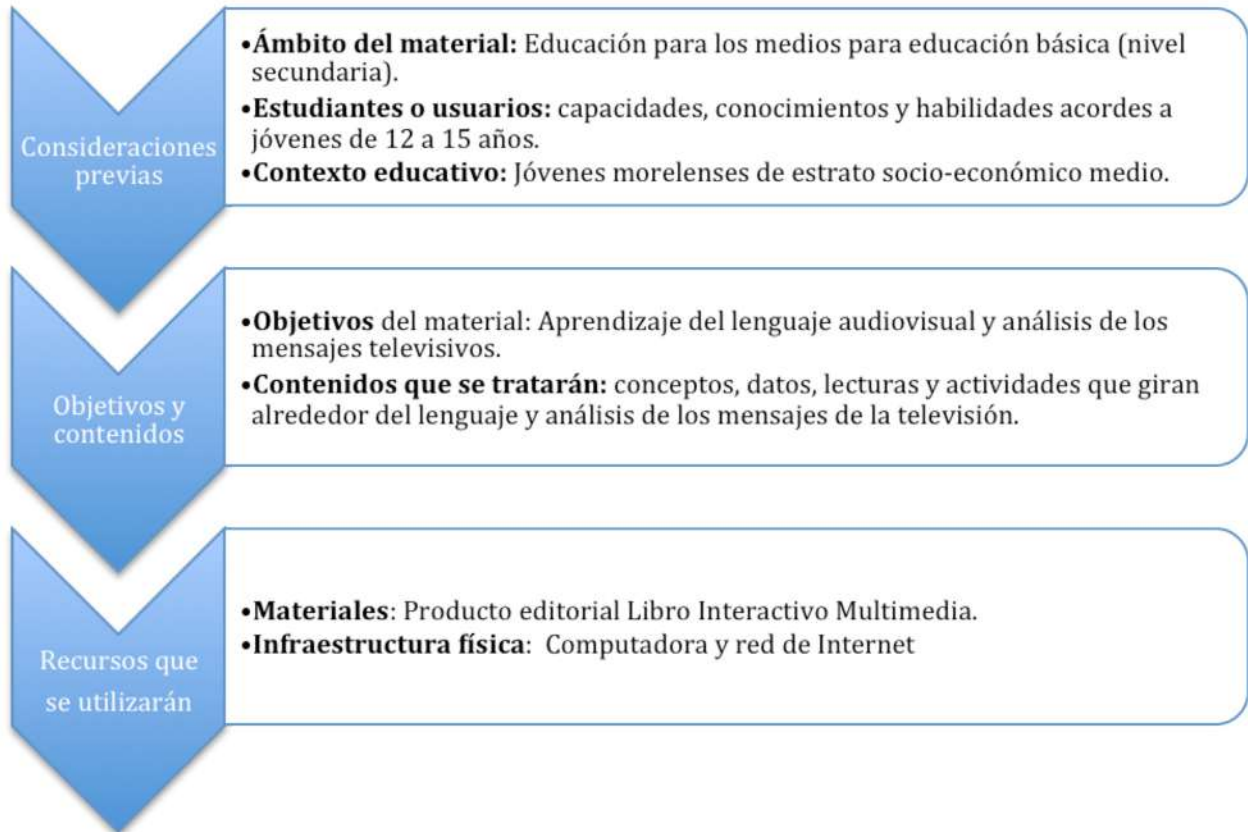 Consideraciones
previas
•Ámbito del material: Educación para los medios para educación básica (nivel
secundaria).
•Estudiantes o usuarios: capacidades, conocimientos y habilidades acordes a
jóvenes de 12 a 15 años.
•Contexto educativo: Jóvenes morelenses de estrato socio-económico medio.
Objetivos y
contenidos
•Objetivos del material: Aprendizaje del lenguaje audiovisual y análisis de los
mensajes televisivos.
•Contenidos que se tratarán: conceptos, datos, lecturas y actividades que giran
alrededor del lenguaje y análisis de los mensajes de la televisión.
Recursos que
se utilizarán
•Materiales: Producto editorial Libro Interactivo Multimedia.
•Infraestructura física: Computadora y red de Internet